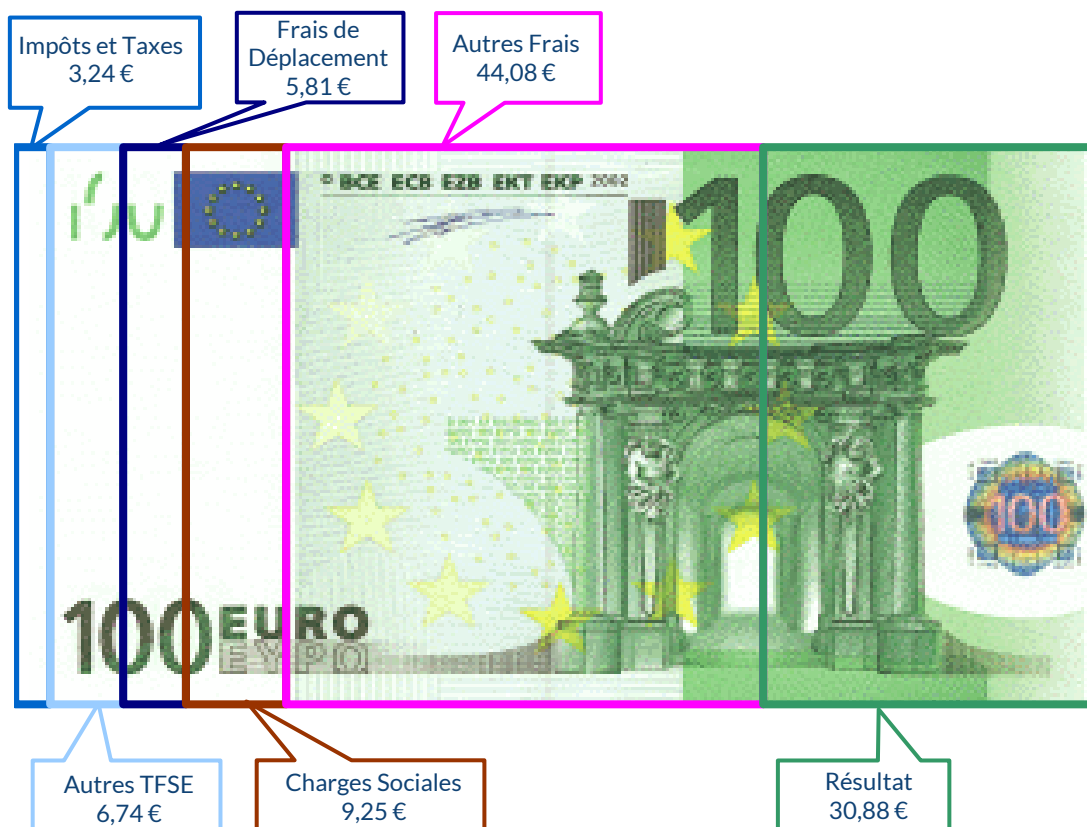 Impôts et Taxes
3,24 €
Frais de
Déplacement
5,81 €
Autres Frais
44,08 €
© BCE ECB EZB EKT EKP 2002
100
100
100 EURO
ΕΥΡΩ
Autres TFSE
6,74 €
Charges Sociales
9,25 €
Résultat
30,88 €